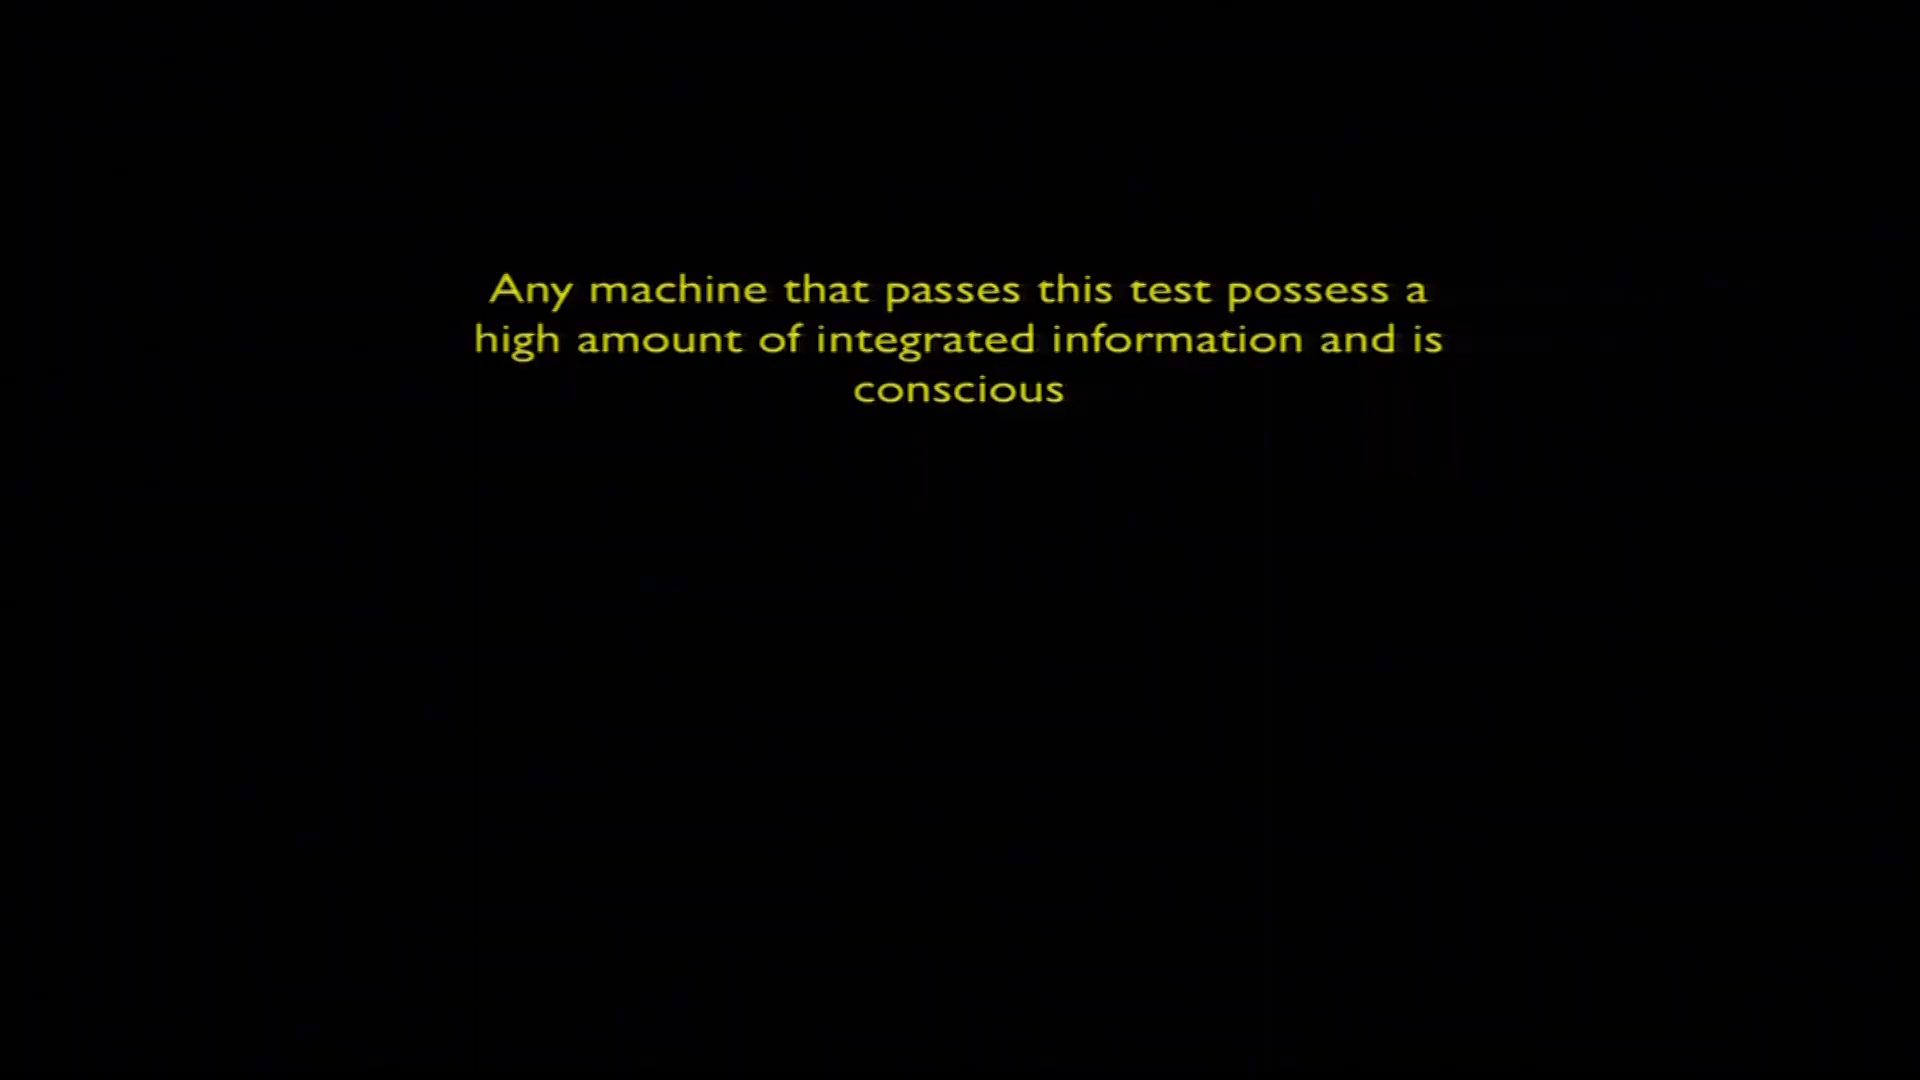 Any machine that passes this test possess a
high amount of integrated information and is
conscious